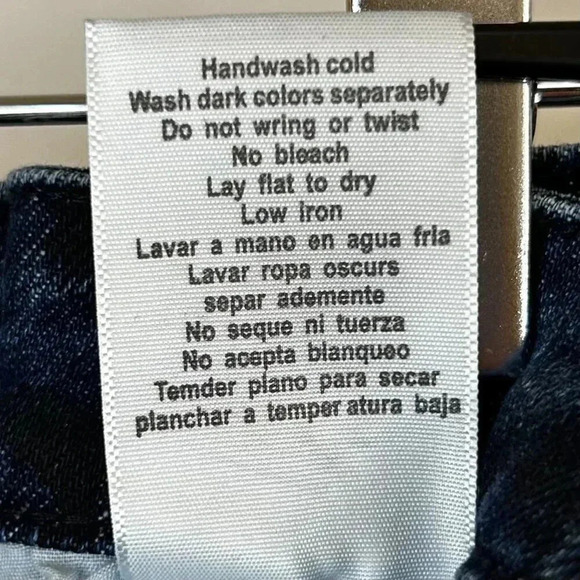 Handwash cold
Wash dark colors separately
Do not wring or twist
No bleach
Lay flat to dry
Low iron
Lavar a mano en agua fria
Lavar ropa oscurs
separ ademente
No seque ni tuerza
No acepta blanqueo
Temder plano para secar
planchar a temper atura baja